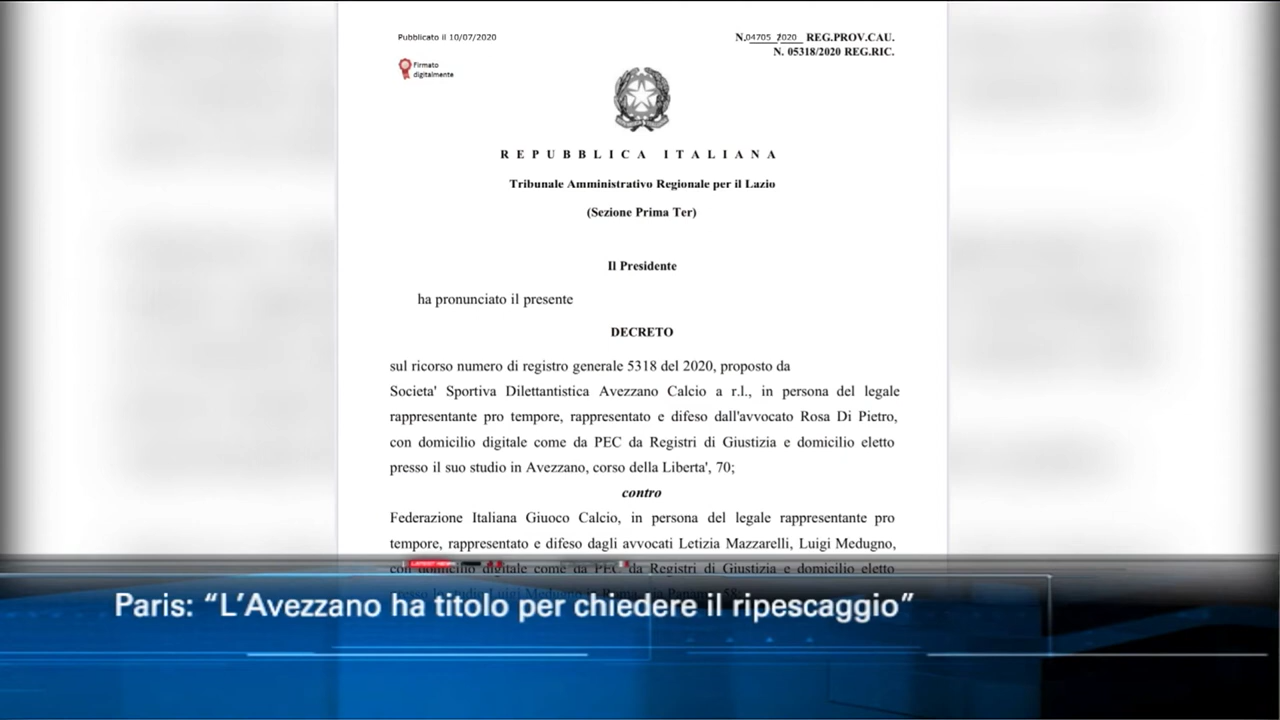 Pubblicato il 10/07/2020
N. 04705 2020 REG.PROV.CAU.
N. 05318/2020 REG.RIC.
Firmato
digitalmente
REPUBBLICA ITALIANA
Tribunale Amministrativo Regionale per il Lazio
(Sezione Prima Ter)
Il Presidente
ha pronunciato il presente
DECRETO
sul ricorso numero di registro generale 5318 del 2020, proposto da
Societa' Sportiva Dilettantistica Avezzano Calcio a r.l., in persona del legale
rappresentante pro tempore, rappresentato e difeso dall'avvocato Rosa Di Pietro,
con domicilio digitale come da PEC da Registri di Giustizia e domicilio eletto
presso il suo studio in Avezzano, corso della Liberta', 70;
contro
Federazione Italiana Giuoco Calcio, in persona del legale rappresentante pro
tempore, rappresentato e difeso dagli avvocati Letizia Mazzarelli, Luigi Medugno,
con domicilio digitale come da PEC da Registri di Giustizia e domicilio eletto
Paris: “L’Avezzano ha titolo per chiedere il ripescaggio”